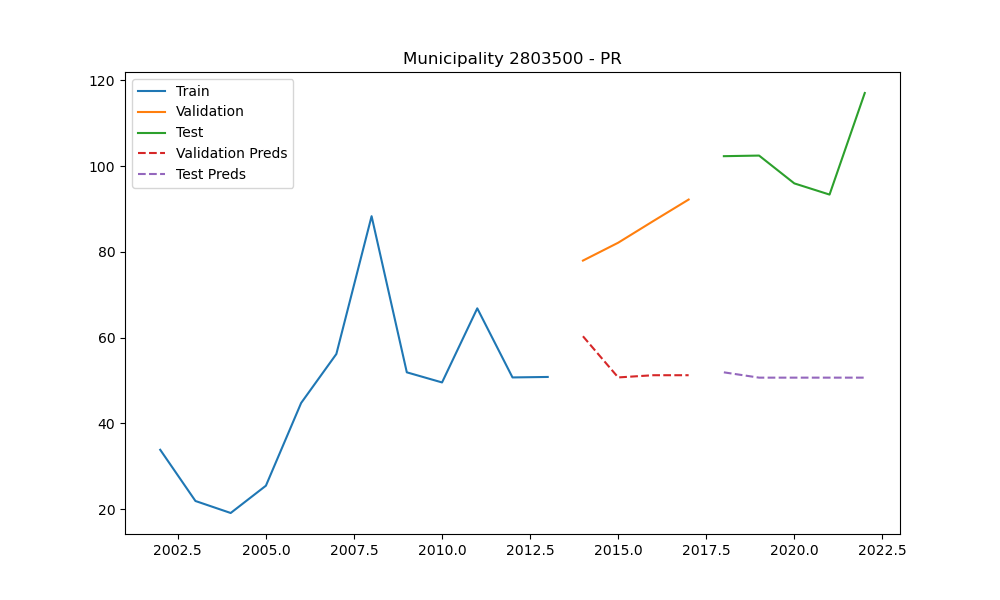 Municipality 2803500 - PR
120
100
80
60
40
20
Train
Validation
Test
Validation Preds
Test Preds
2002.5 2005.0 2007.5 2010.0 2012.5 2015.0 2017.5 2020.0 2022.5